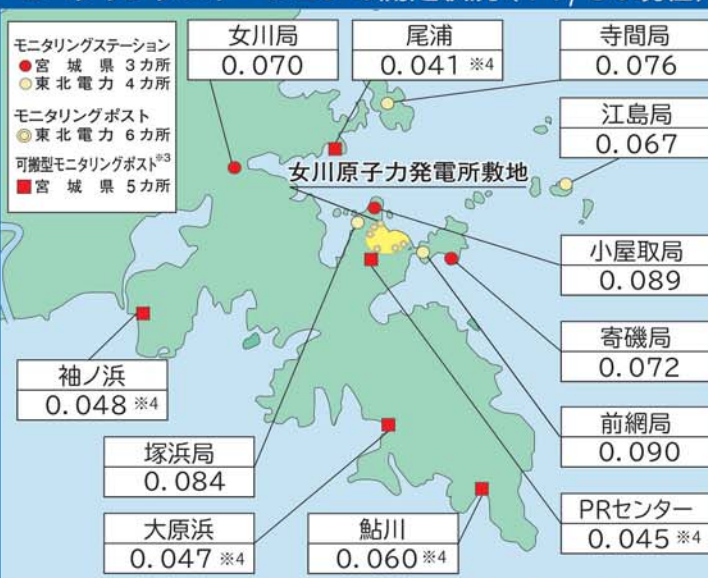 モニタリングステーション
●宮城県 3カ所
○東北電力 4カ所
モニタリングポスト
◎東北電力 6カ所
可搬型モニタリングポスト※3
■宮城県 5カ所
女川局
0.070
尾浦
0.041 ※4
寺間局
0.076
江島局
0.067
女川原子力発電所敷地
小屋取局
0.089
寄磯局
0.072
袖ノ浜
0.048 ※4
前網局
0.090
塚浜局
0.084
PRセンター
0.045 ※4
大原浜
0.047 ※4
鮎川
0.060 ※4